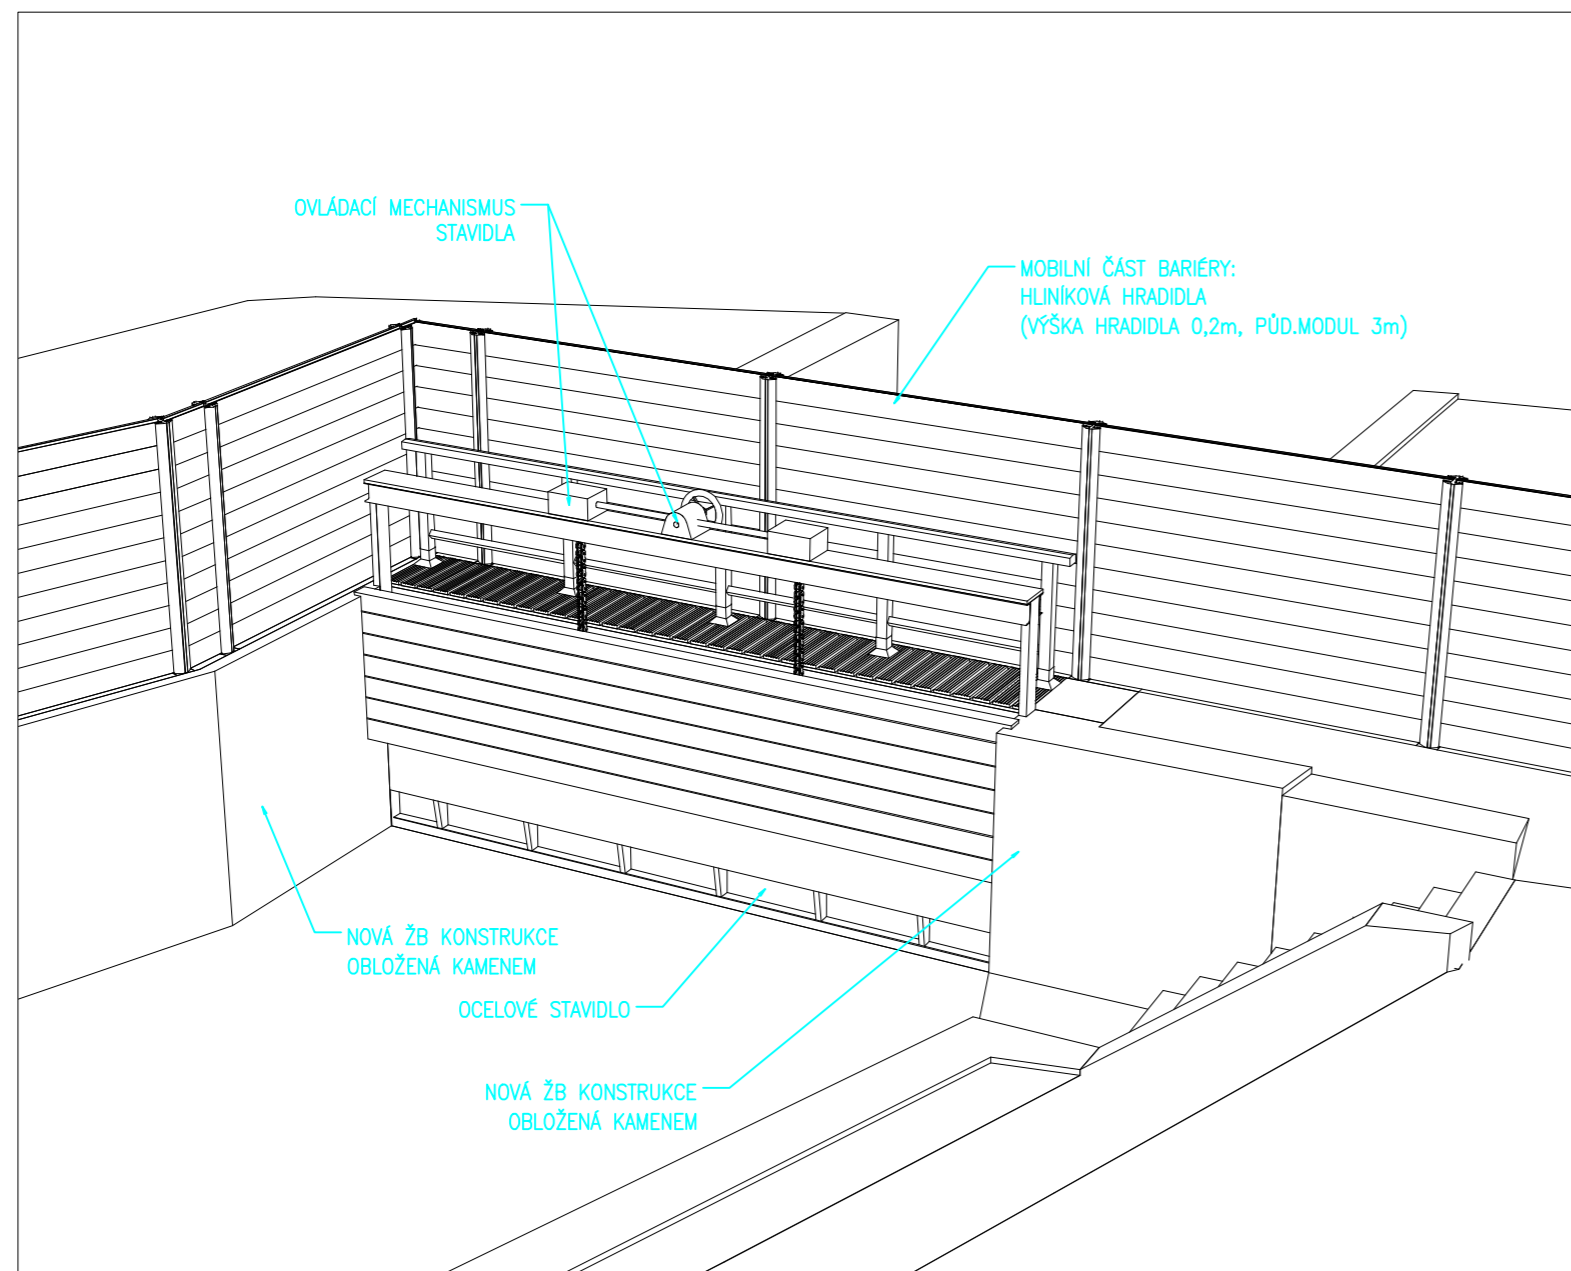 OVLÁDACÍ MECHANISMUS
STAVIDLA
MOBILNÍ ČÁST BARIÉRY:
HLINÍKOVÁ HRADIDLA
(VÝŠKA HRADIDLA 0,2m, PŮD.MODUL 3m)
NOVÁ ŽB KONSTRUKCE
OBLOŽENÁ KAMENEM
OCELOVÉ STAVIDLO
NOVÁ ŽB KONSTRUKCE
OBLOŽENÁ KAMENEM